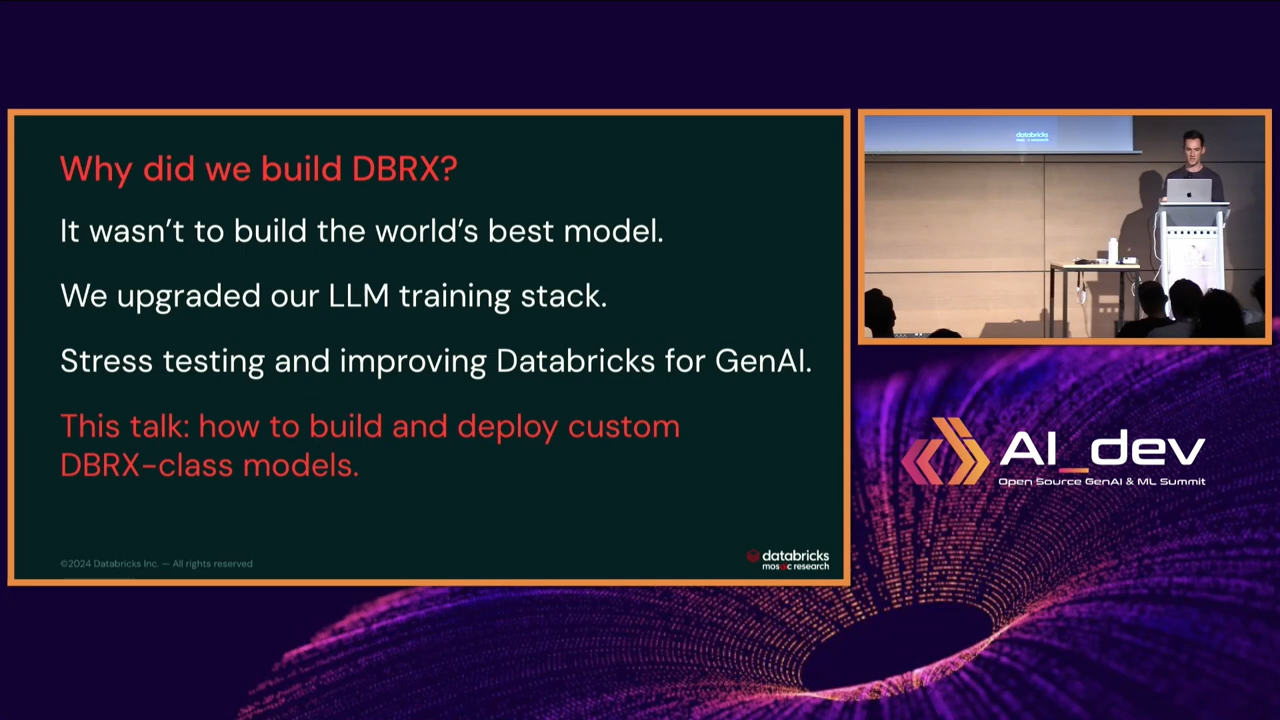 Why did we build DBRX?
It wasn't to build the world's best model.
We upgraded our LLM training stack.
Stress testing and improving Databricks for GenAI.
This talk: how to build and deploy custom
DBRX-class models.
©2024 Databricks Inc. — All rights reserved
databricks
mosaic research
databricks
AI_dev
Open Source GenAI & ML Summit